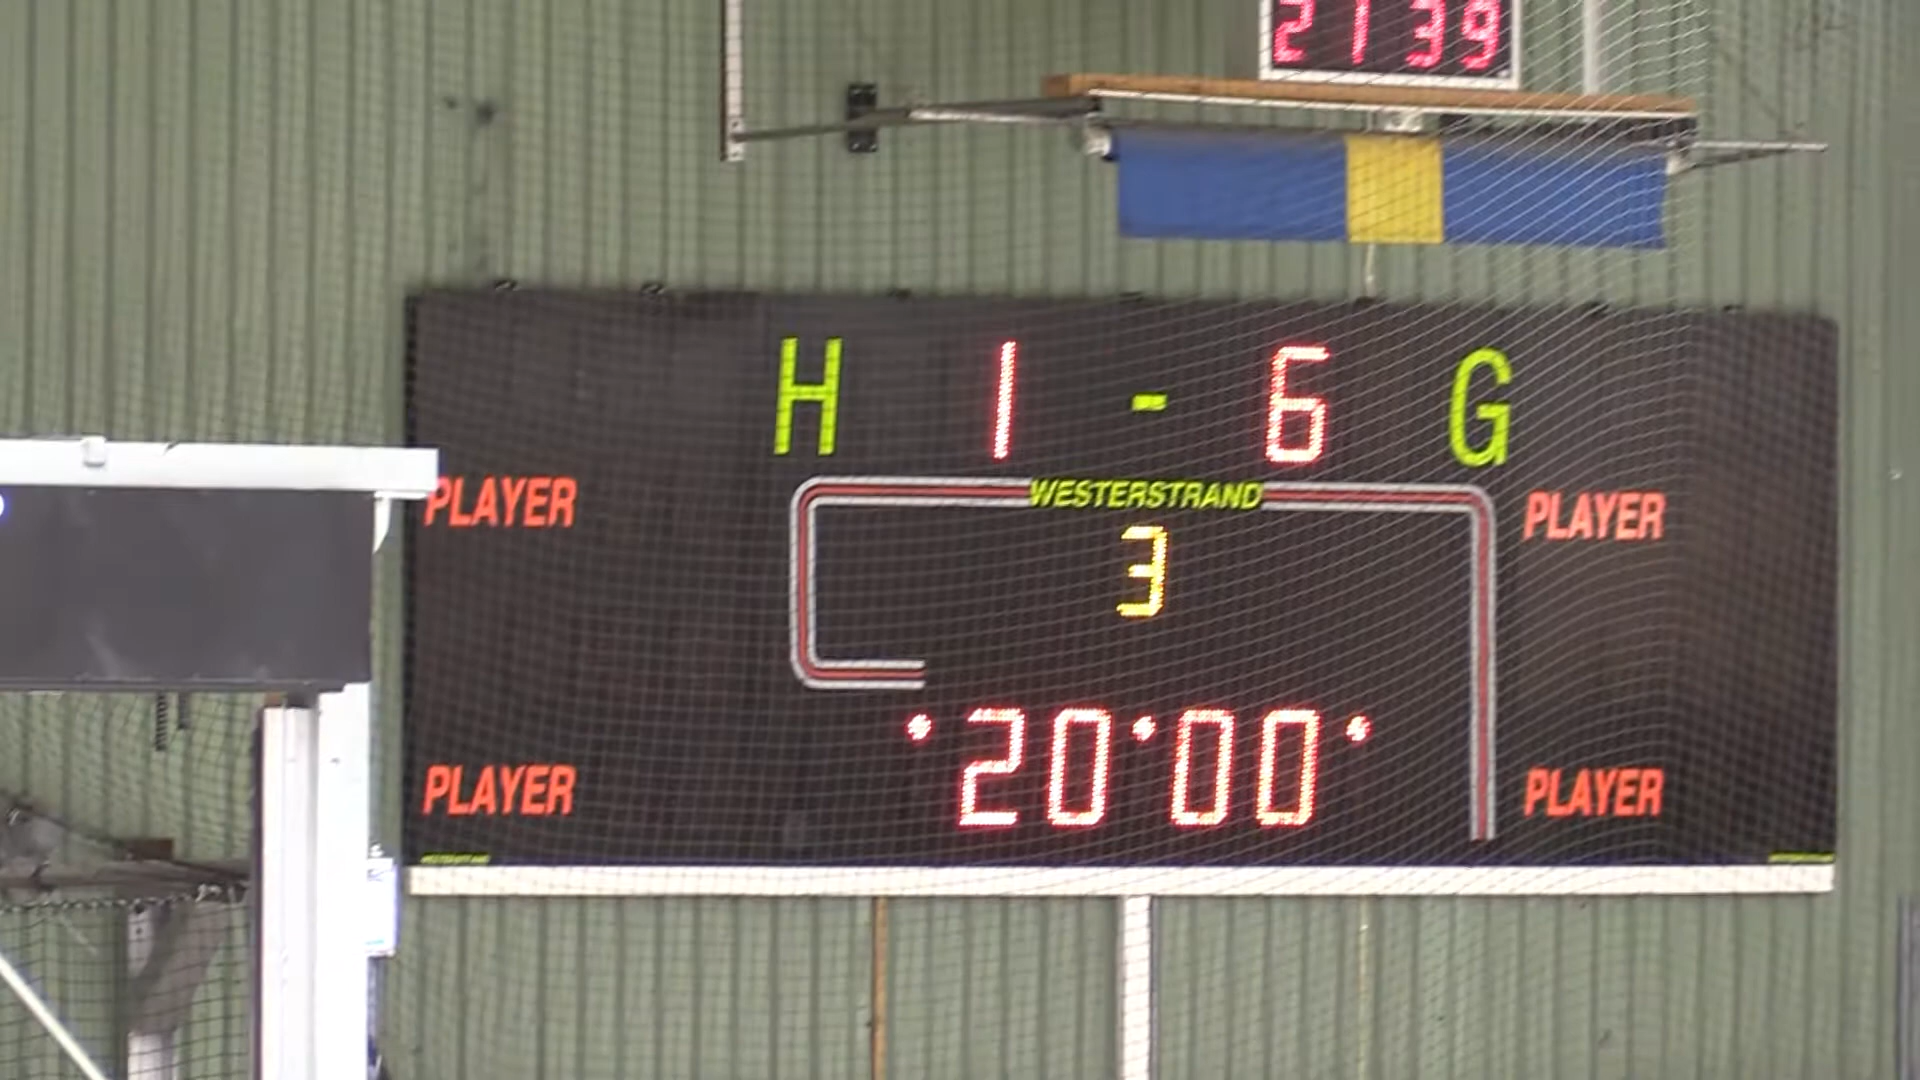 21 39
H 1 - 6 G
WESTERSTRAND
PLAYER PLAYER
3
20:00
PLAYER PLAYER